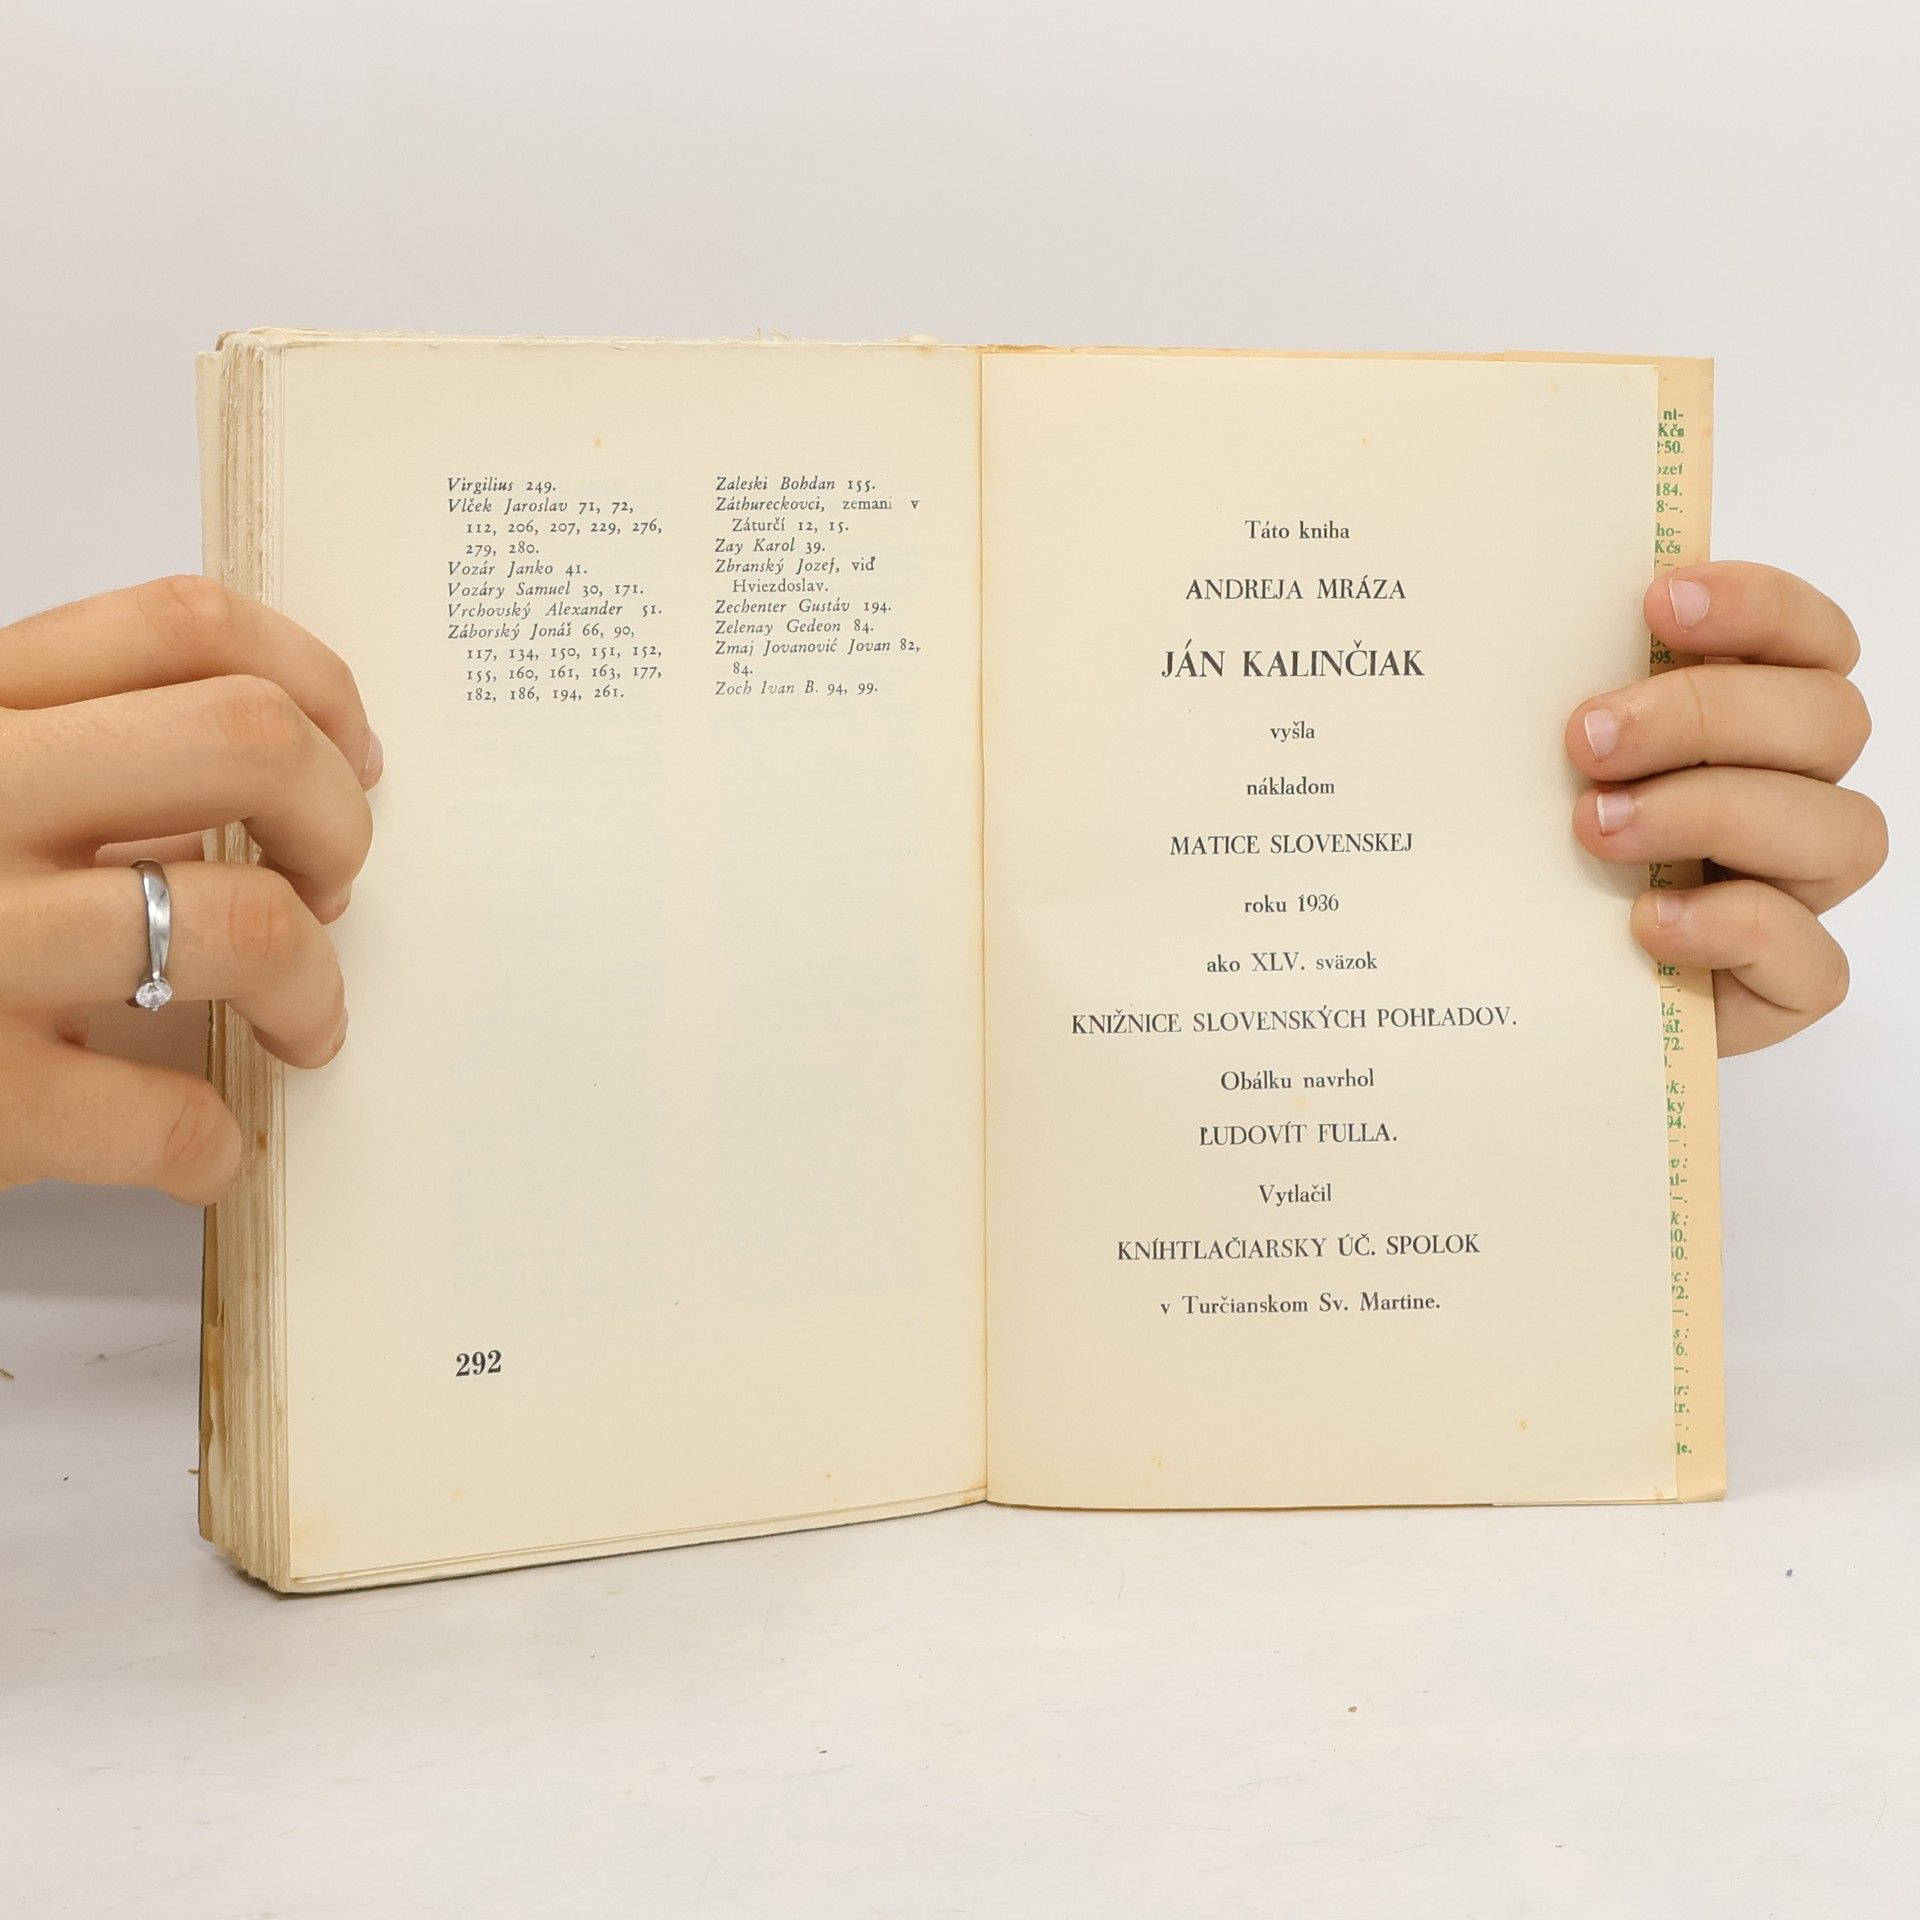 Virgilius 249.
Vlček Jaroslav 71, 72,
112, 206, 207, 229, 276,
279, 280.
Vozár Janko 41.
Vozáry Samuel 30, 171.
Vrchovský Alexander 51.
Záborský Jonáš 66, 90,
117, 134, 150, 151, 152,
155, 160, 161, 163, 177,
182, 186, 194, 261.
Zaleski Bohdan 155.
Záthureckovci, zemani v
Záturčí 12, 15.
Zay Karol 39.
Zbranský Jozef, viď
Hviezdoslav.
Zechenter Gustáv 194.
Zelenay Gedeon 84.
Zmaj Jovanović Jovan 82,
84.
Zoch Ivan B. 94, 99.
292
Táto kniha
ANDREJA MRÁZA
JÁN KALINČIAK
vyšla
nákladom
MATICE SLOVENSKEJ
roku 1936
ako XLV. sväzok
KNIŽNICE SLOVENSKÝCH POHĽADOV.
Obálku navrhol
ĽUDOVÍT FULLA.
Vytlačil
KNÍHTLAČIARSKY ÚČ. SPOLOK
v Turčianskom Sv. Martine.